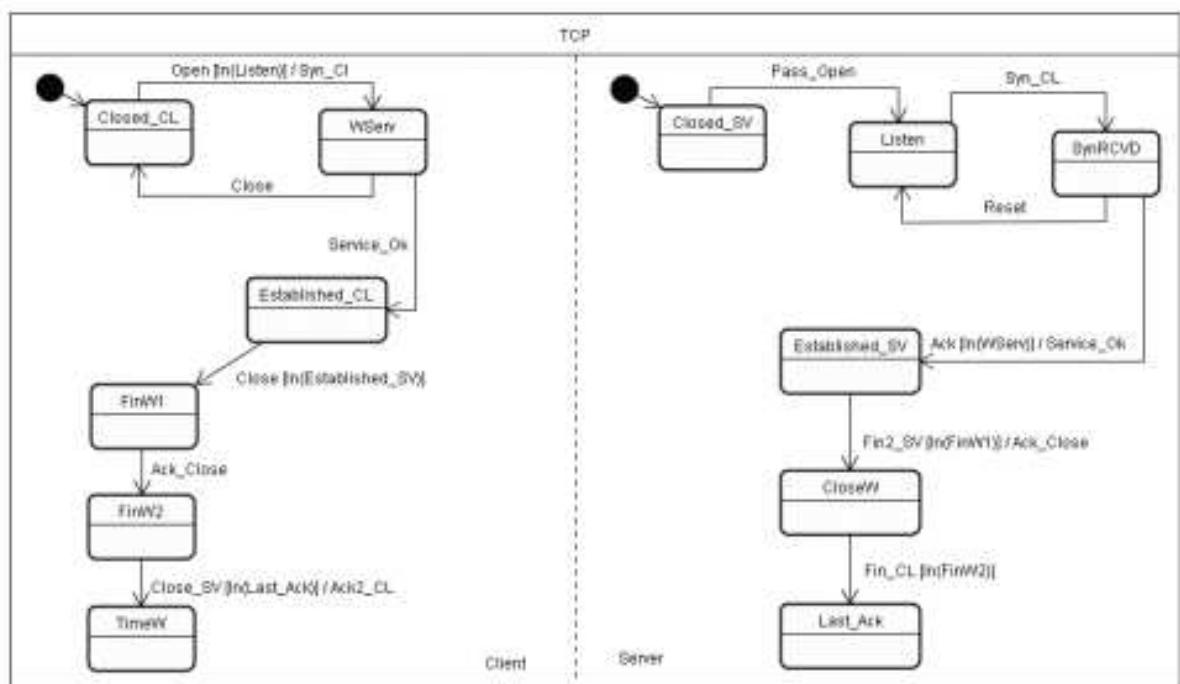 TCP
Open [In(Listen)] / Syn_Cl
Closed_CL
WServ
Close
Service_Ok
Established_CL
Close [In(Established_SV)]
FinW1
Ack_Close
FinW2
Close_SV [In(Last_Ack)] / Ack2_CL
TimeW
Client
Pass_Open
Syn_CL
Closed_SV
Listen
SynRCVD
Reset
Established_SV
Ack [In(WServ)] / Service_Ok
Fin2_SV [In(FinW1)] / Ack_Close
CloseW
Fin_CL [In(FinW2)]
Last_Ack
Server